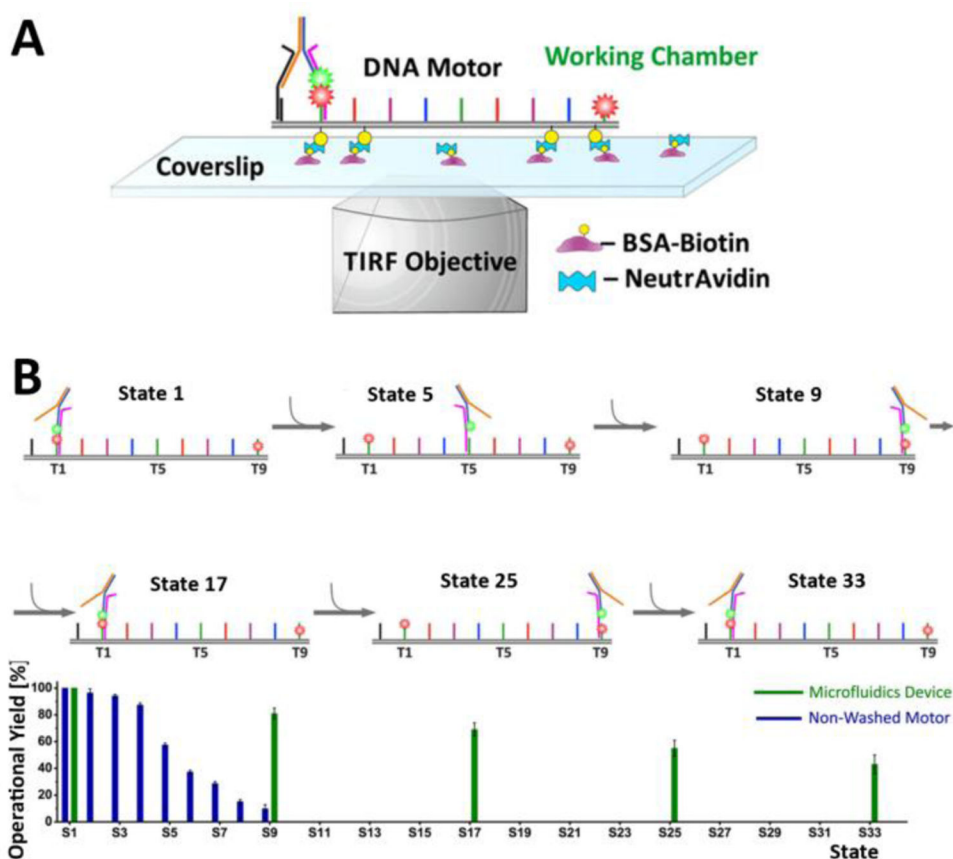 A
DNA Motor
Working Chamber
Coverslip
TIRF Objective
– BSA-Biotin
– NeutrAvidin
B
State 1
State 5
State 9
T1 T5 T9
T1 T5 T9
T1 T5 T9
State 17
State 25
State 33
T1 T5 T9
T1 T5 T9
T1 T5 T9
Operational Yield [%]
100
80
60
40
20
0
Microfluidics Device
Non-Washed Motor
S1 S3 S5 S7 S9 S11 S13 S15 S17 S19 S21 S23 S25 S27 S29 S31 S33
State